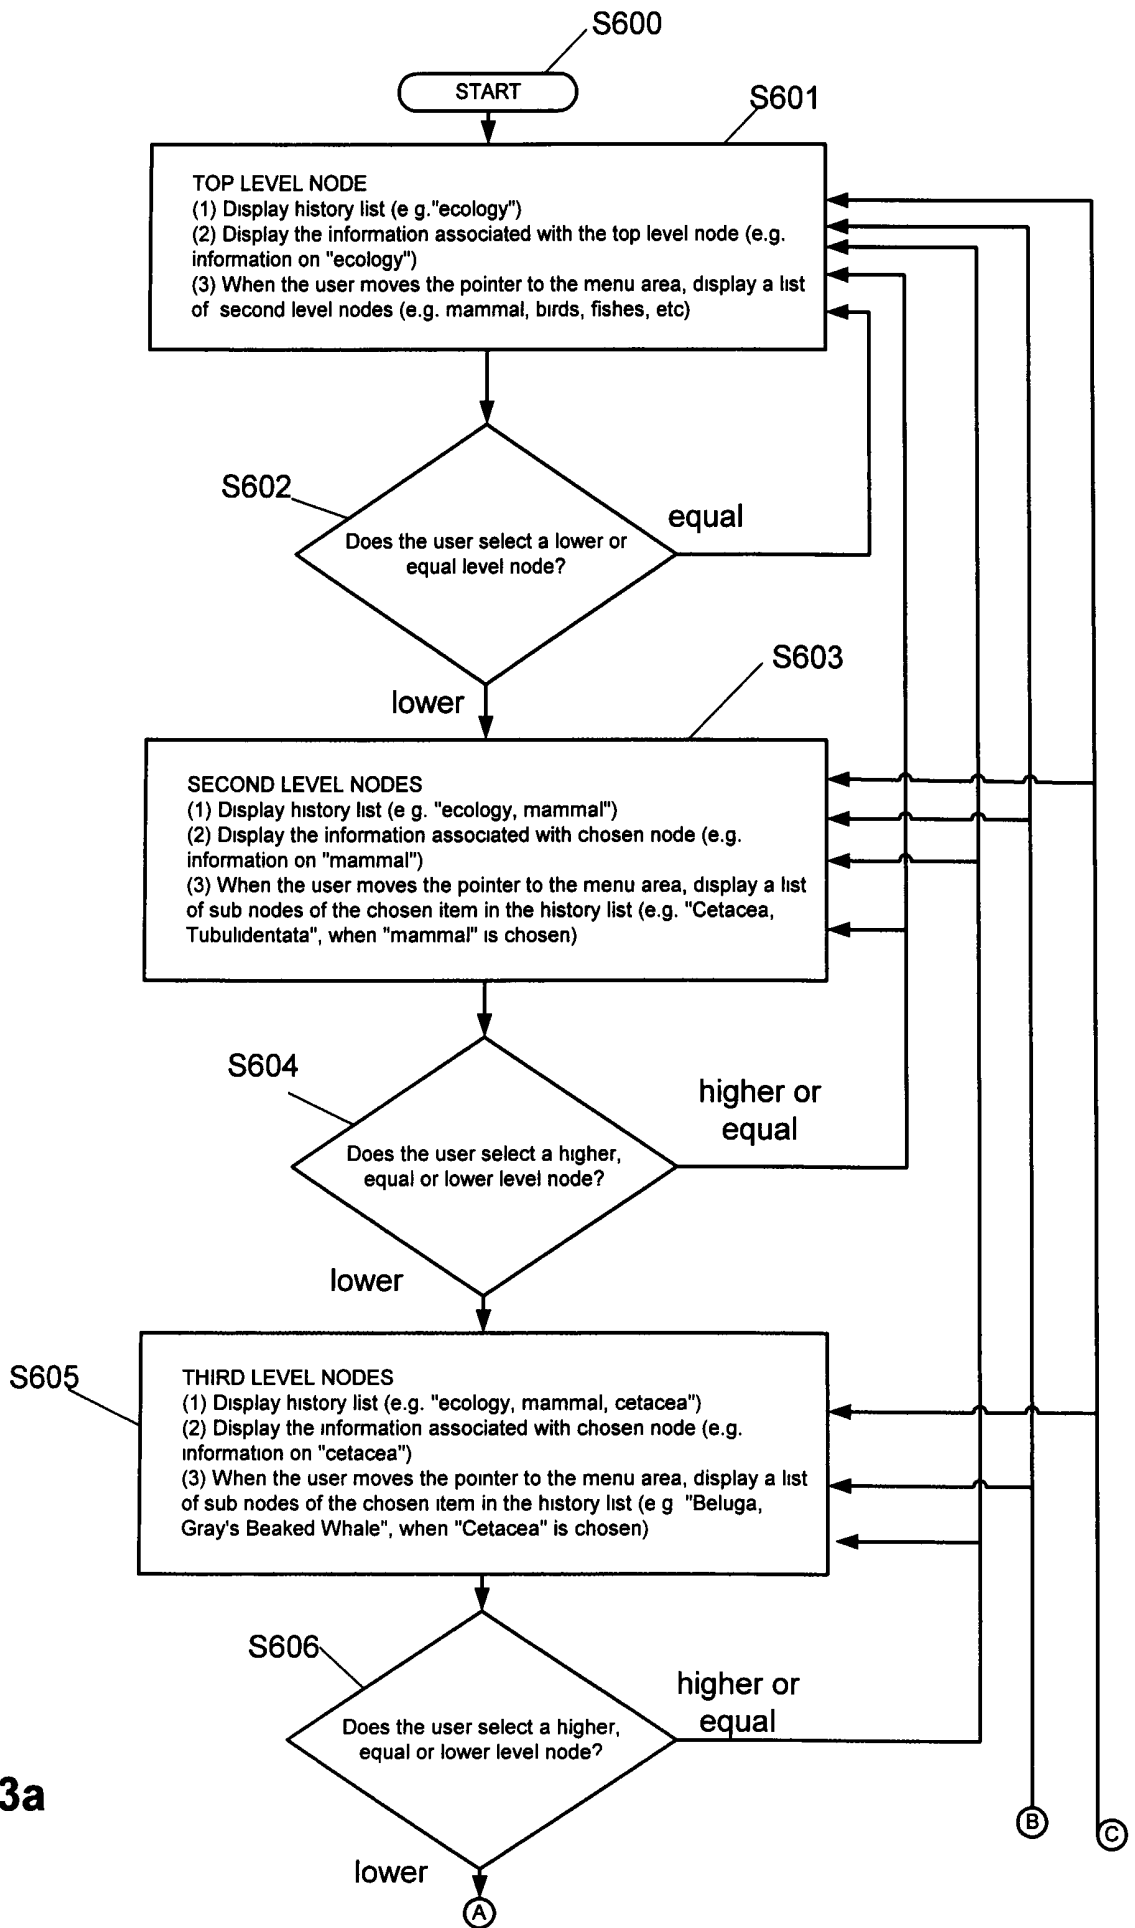 S600
START
S601
TOP LEVEL NODE
(1) Display history list (e g."ecology")
(2) Display the information associated with the top level node (e.g.
information on "ecology")
(3) When the user moves the pointer to the menu area, display a list
of second level nodes (e.g. mammal, birds, fishes, etc)
S602
equal
Does the user select a lower or
equal level node?
S603
lower
SECOND LEVEL NODES
(1) Display history list (e g. "ecology, mammal")
(2) Display the information associated with chosen node (e.g.
information on "mammal")
(3) When the user moves the pointer to the menu area, display a list
of sub nodes of the chosen item in the history list (e.g. "Cetacea,
Tubulidentata", when "mammal" is chosen)
S604
higher or
equal
Does the user select a higher,
equal or lower level node?
lower
S605
THIRD LEVEL NODES
(1) Display history list (e.g. "ecology, mammal, cetacea")
(2) Display the information associated with chosen node (e.g.
information on "cetacea")
(3) When the user moves the pointer to the menu area, display a list
of sub nodes of the chosen item in the history list (e g "Beluga,
Gray's Beaked Whale", when "Cetacea" is chosen)
S606
higher or
equal
Does the user select a higher,
equal or lower level node?
3a
B
C
lower
A